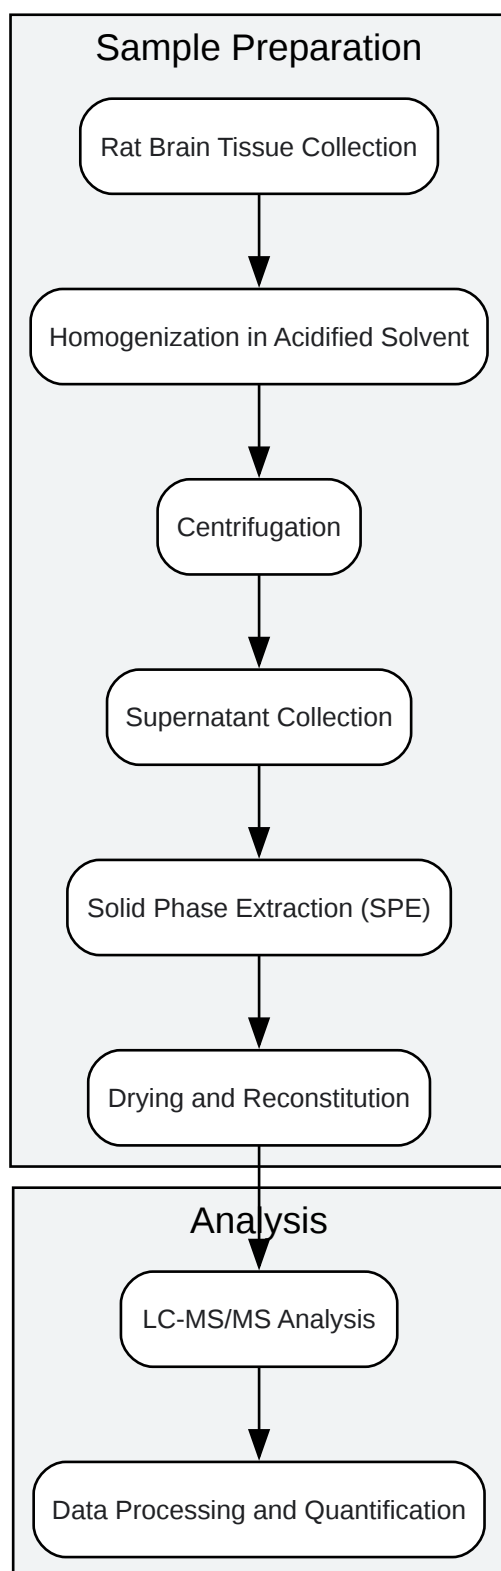 Sample Preparation
Rat Brain Tissue Collection
Homogenization in Acidified Solvent
Centrifugation
Supernatant Collection
Solid Phase Extraction (SPE)
Drying and Reconstitution
Analysis
LC-MS/MS Analysis
Data Processing and Quantification